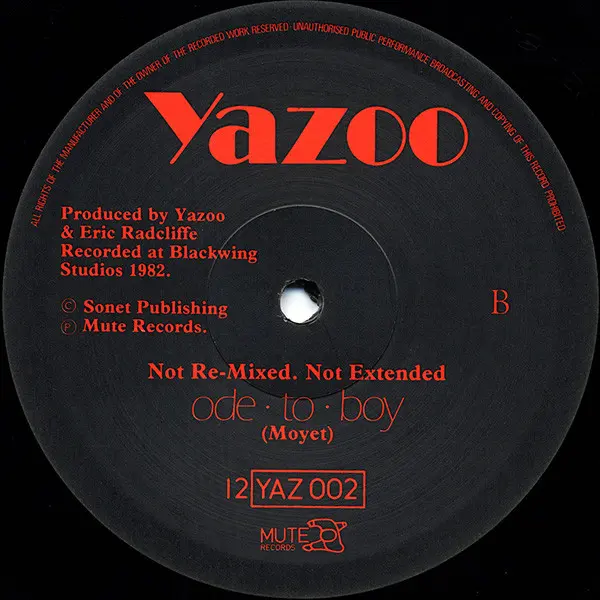 ALL RIGHTS OF THE MANUFACTURER AND OF THE OWNER OF THE RECORDED WORK RESERVED · UNAUTHORISED PUBLIC PERFORMANCE BROADCASTING AND COPYING OF THIS RECORD PROHIBITED
Yazoo
Produced by Yazoo
& Eric Radcliffe
Recorded at Blackwing
Studios 1982.
© Sonet Publishing
℗ Mute Records.
B
Not Re-Mixed. Not Extended
ode · to · boy
(Moyet)
12 YAZ 002
MUTE
RECORDS